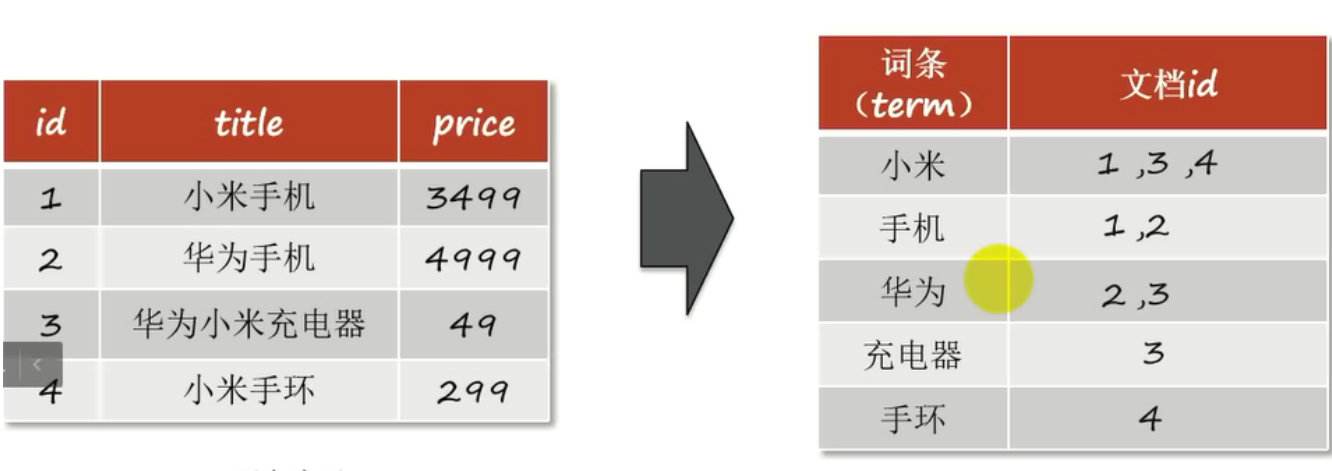 id title price
1 小米手机 3499
2 华为手机 4999
3 华为小米充电器 49
4 小米手环 299
词条
（term） 文档id
小米 1 ,3 ,4
手机 1 ,2
华为 2 ,3
充电器 3
手环 4